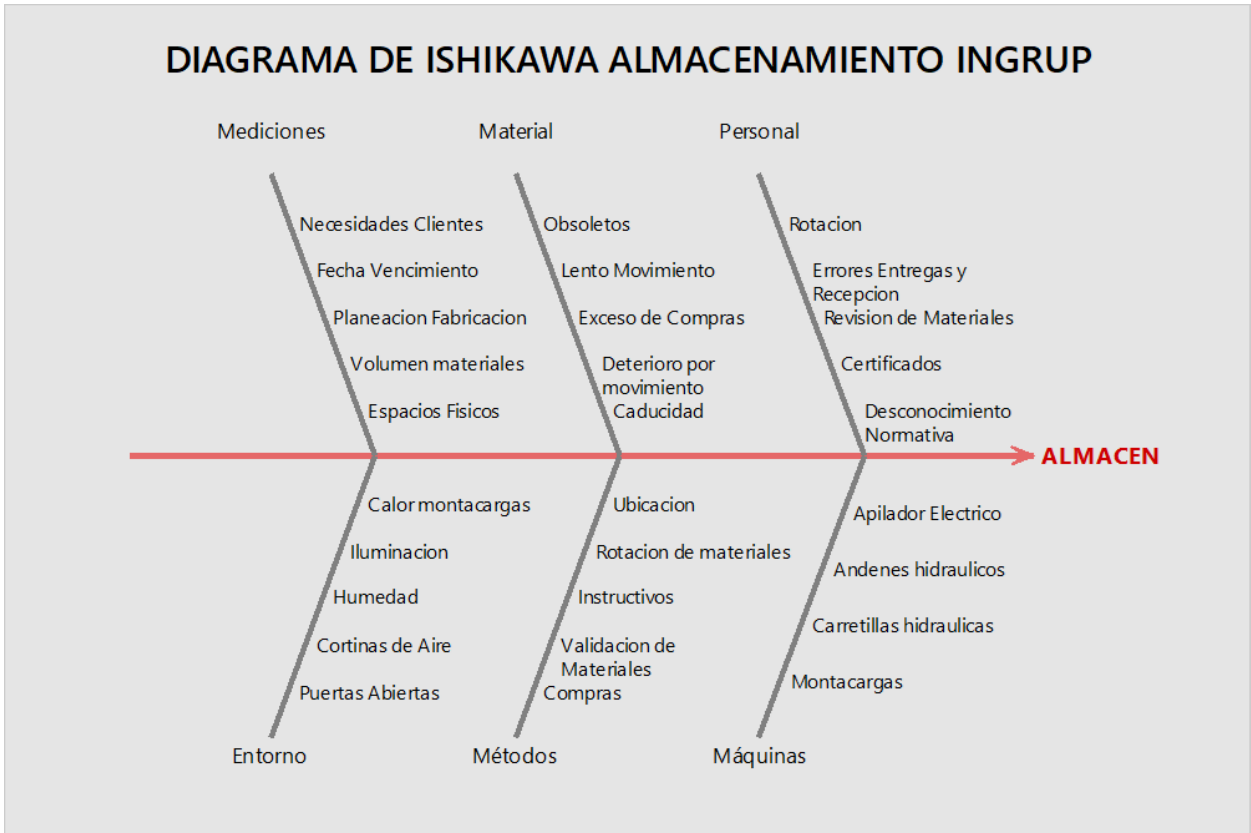 DIAGRAMA DE ISHIKAWA ALMACENAMIENTO INGRUP
Mediciones
Necesidades Clientes
Fecha Vencimiento
Planeacion Fabricacion
Volumen materiales
Espacios Fisicos
Material
Obsoletos
Lento Movimiento
Exceso de Compras
Deterioro por
movimiento
Caducidad
Personal
Rotacion
Errores Entregas y
Recepcion
Revision de Materiales
Certificados
Desconocimiento
Normativa
ALMACEN
Calor montacargas
Iluminacion
Humedad
Cortinas de Aire
Puertas Abiertas
Entorno
Ubicacion
Rotacion de materiales
Instructivos
Validacion de
Materiales
Compras
Métodos
Apilador Electrico
Andenes hidraulicos
Carretillas hidraulicas
Montacargas
Máquinas